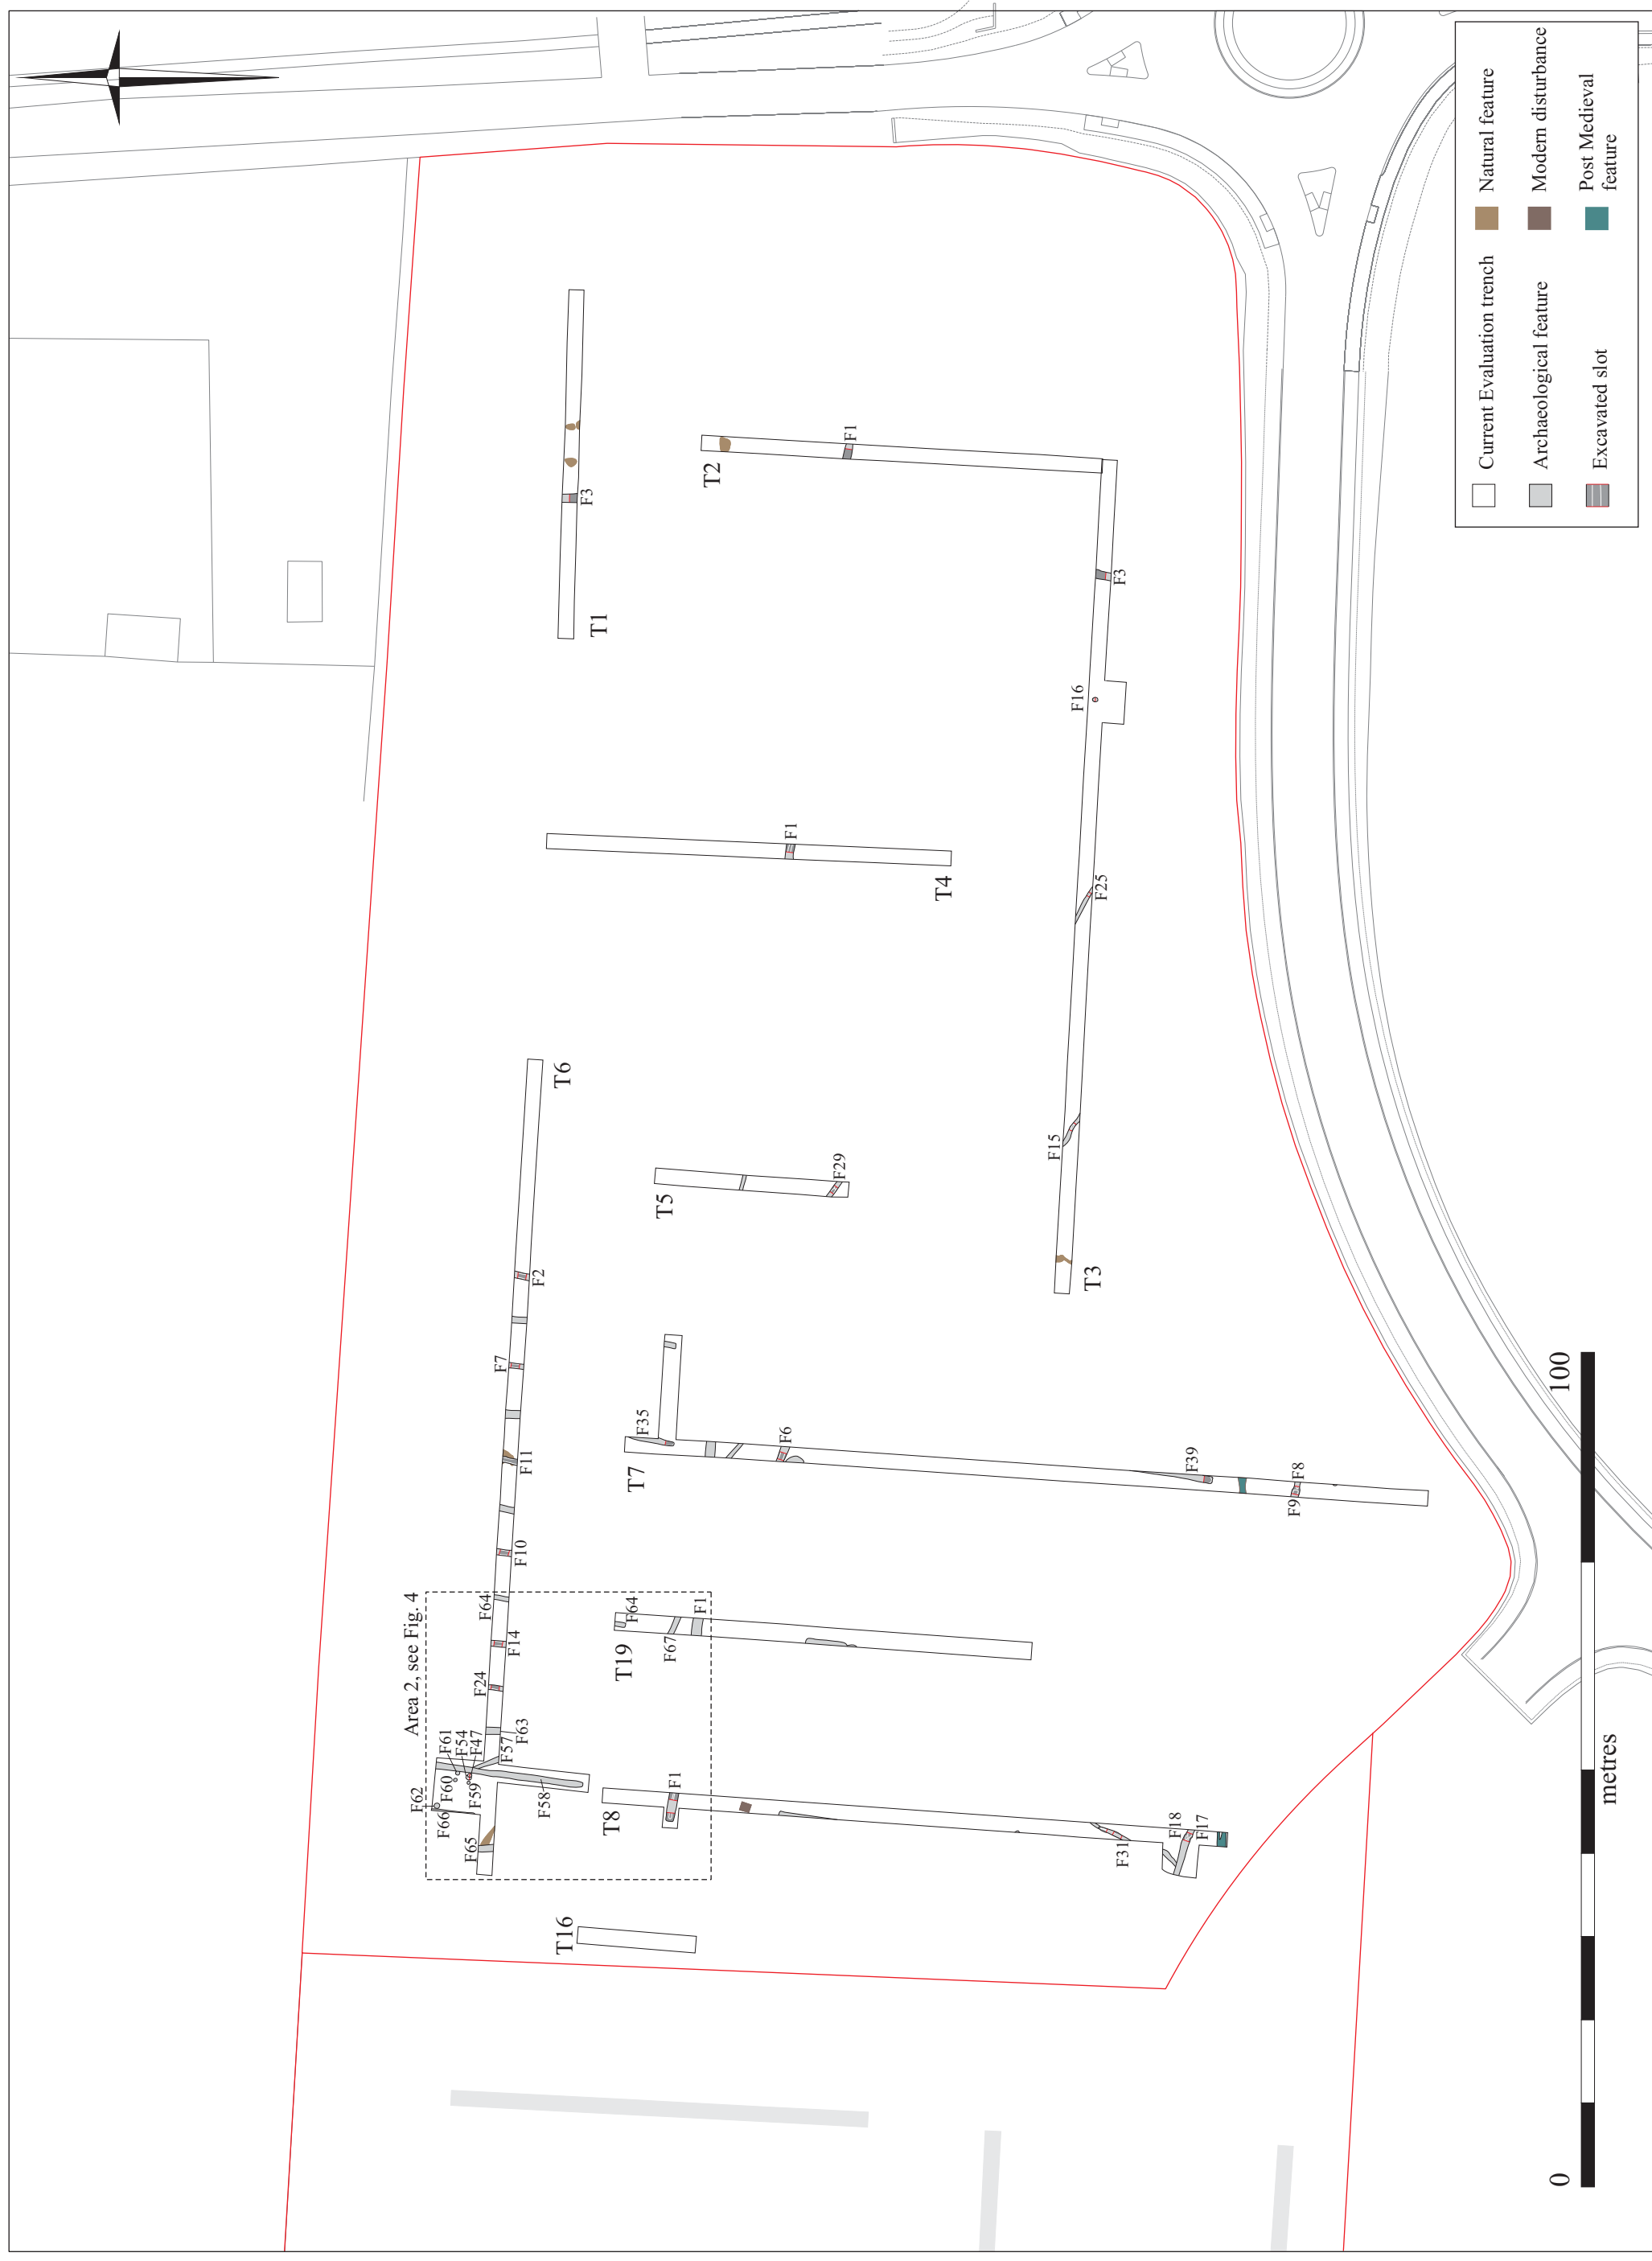 Area 2, see Fig. 4
F62
F66
F60
F61
F54
F47
F59
F57
F63
F58
F65
F24
F14
F64
F10
F11
F7
F2
T6
T16
T8
F1
F31
F18
F17
T19
F64
F67
F1
T7
F35
F6
F39
F9
F8
T5
F29
T4
F1
T1
F3
T2
F1
T3
F15
F25
F16
F3
0
100
metres
Current Evaluation trench
Archaeological feature
Excavated slot
Natural feature
Modern disturbance
Post Medieval
feature